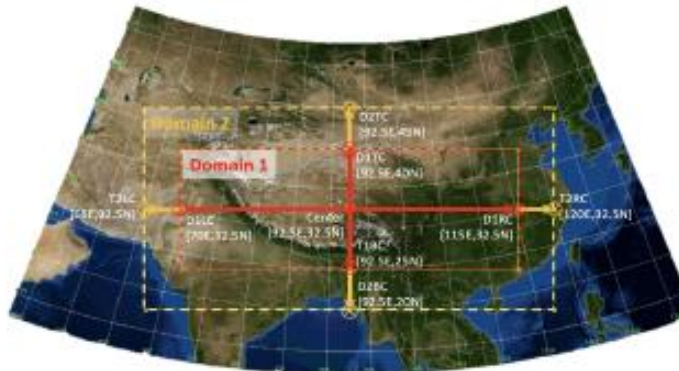 D2TC
[92.5E,45N]
Domain 2
D1TC
[92.5E,40N]
Domain 1
T2LC
[65E,92.5N]
D1LC
[70E,32.5N]
Center
[92.5E,32.5N]
D1RC
[115E,32.5N]
T2RC
[120E,32.5N]
T1BC
[92.5E,25N]
D2BC
[92.5E,20N]